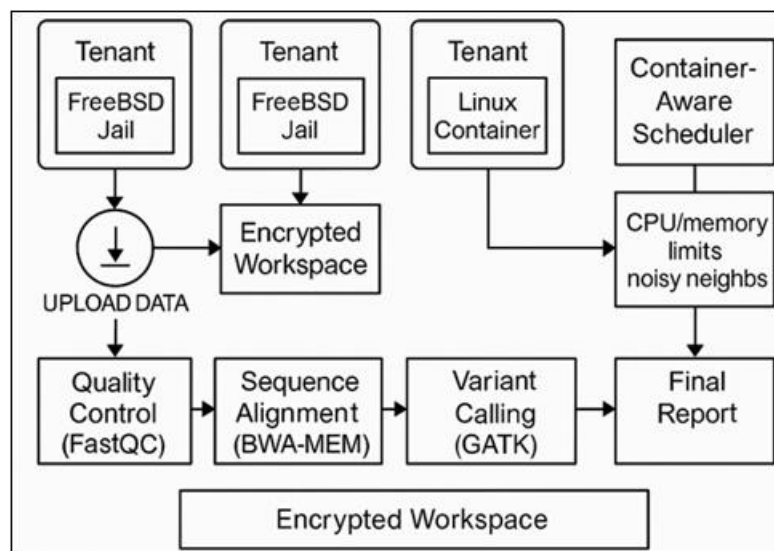 Tenant
FreeBSD
Jail
Tenant
FreeBSD
Jail
Tenant
Linux
Container
Container-
Aware
Scheduler
UPLOAD DATA
Encrypted
Workspace
CPU/memory
limits
noisy neighbs
Quality
Control
(FastQC)
Sequence
Alignment
(BWA-MEM)
Variant
Calling
(GATK)
Final
Report
Encrypted Workspace